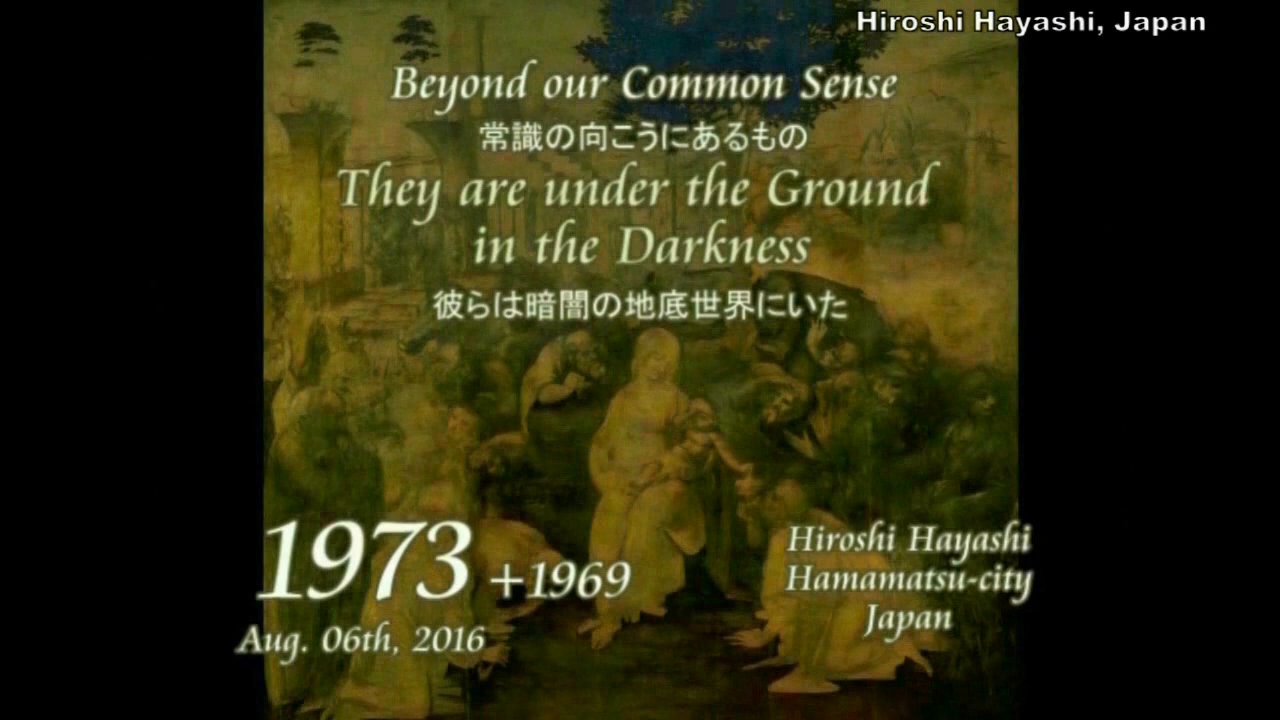 Hiroshi Hayashi, Japan
Beyond our Common Sense
常識の向こうにあるもの
They are under the Ground
in the Darkness
彼らは暗闇の地底世界にいた
1973 +1969
Aug. 06th, 2016
Hiroshi Hayashi
Hamamatsu-city
Japan